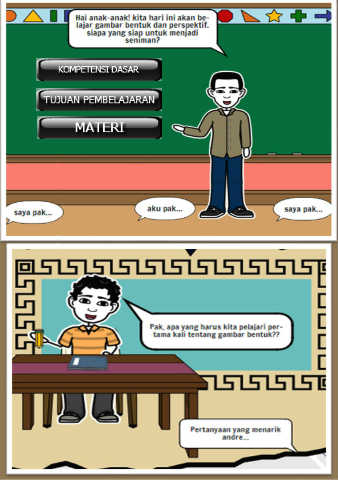 Hai anak-anak! kita hari ini akan be-
lajar gambar bentuk dan perspektif.
siapa yang siap untuk menjadi
seniman?
KOMPETENSI DASAR
TUJUAN PEMBELAJARAN
MATERI
saya pak...
aku pak...
saya pak...
Pak, apa yang harus kita pelajari per-
tama kali tentang gambar bentuk??
Pertanyaan yang menarik
andre...